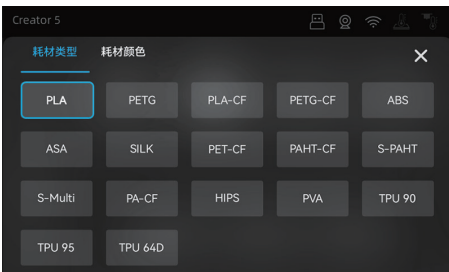 Creator 5
耗材类型 耗材颜色
PLA PETG PLA-CF PETG-CF ABS
ASA SILK PET-CF PAHT-CF S-PAHT
S-Multi PA-CF HIPS PVA TPU 90
TPU 95 TPU 64D